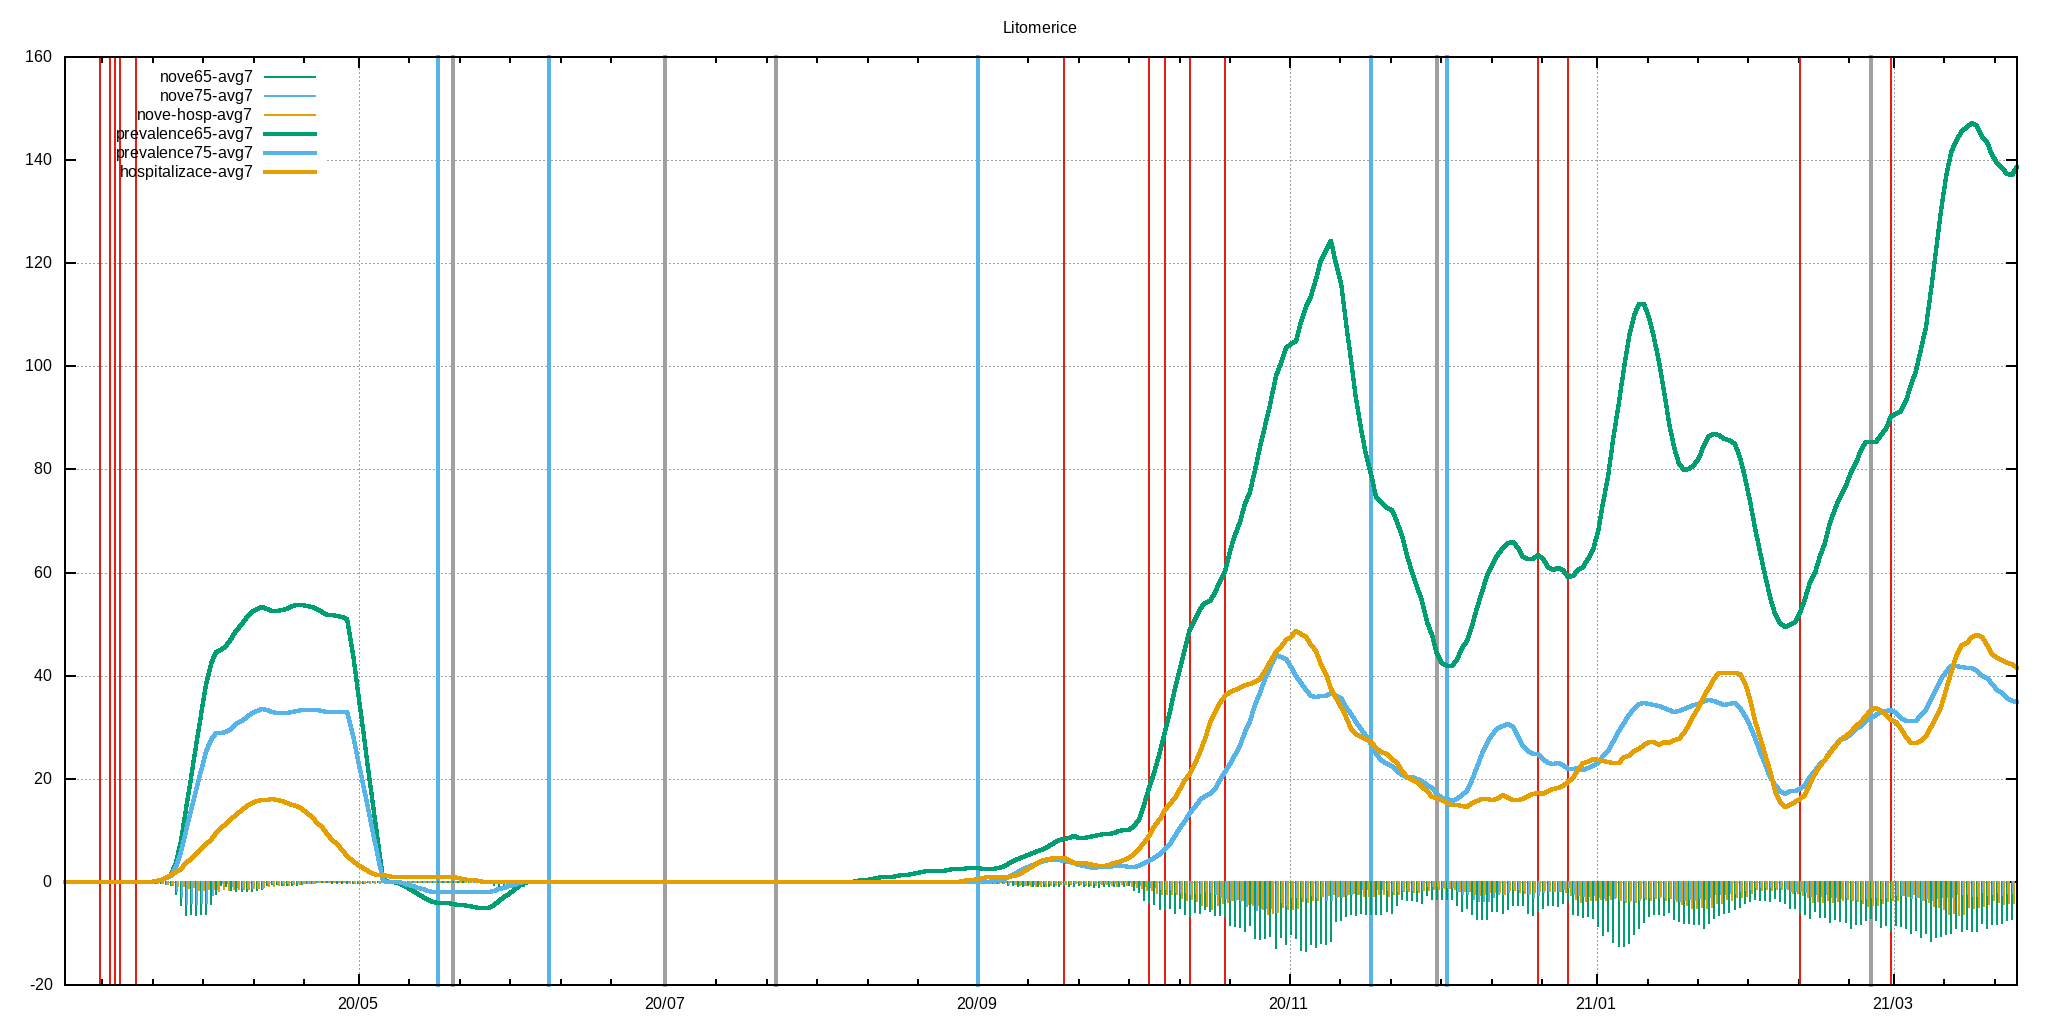 Litomerice
160
140
120
100
80
60
40
20
0
-20
nove65-avg7
nove75-avg7
nove-hosp-avg7
prevalence65-avg7
prevalence75-avg7
hospitalizace-avg7
20/05
20/07
20/09
20/11
21/01
21/03